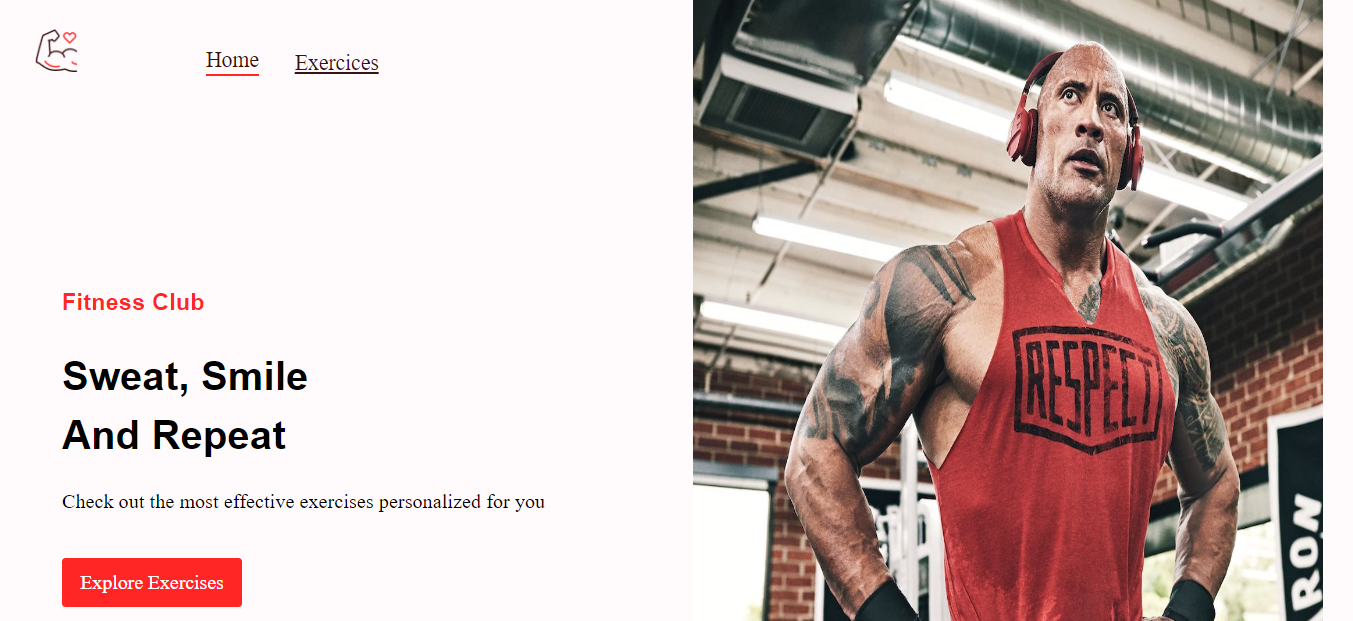 Home
Exercices
Fitness Club
Sweat, Smile
And Repeat
Check out the most effective exercises personalized for you
Explore Exercises
RESPECT
RON